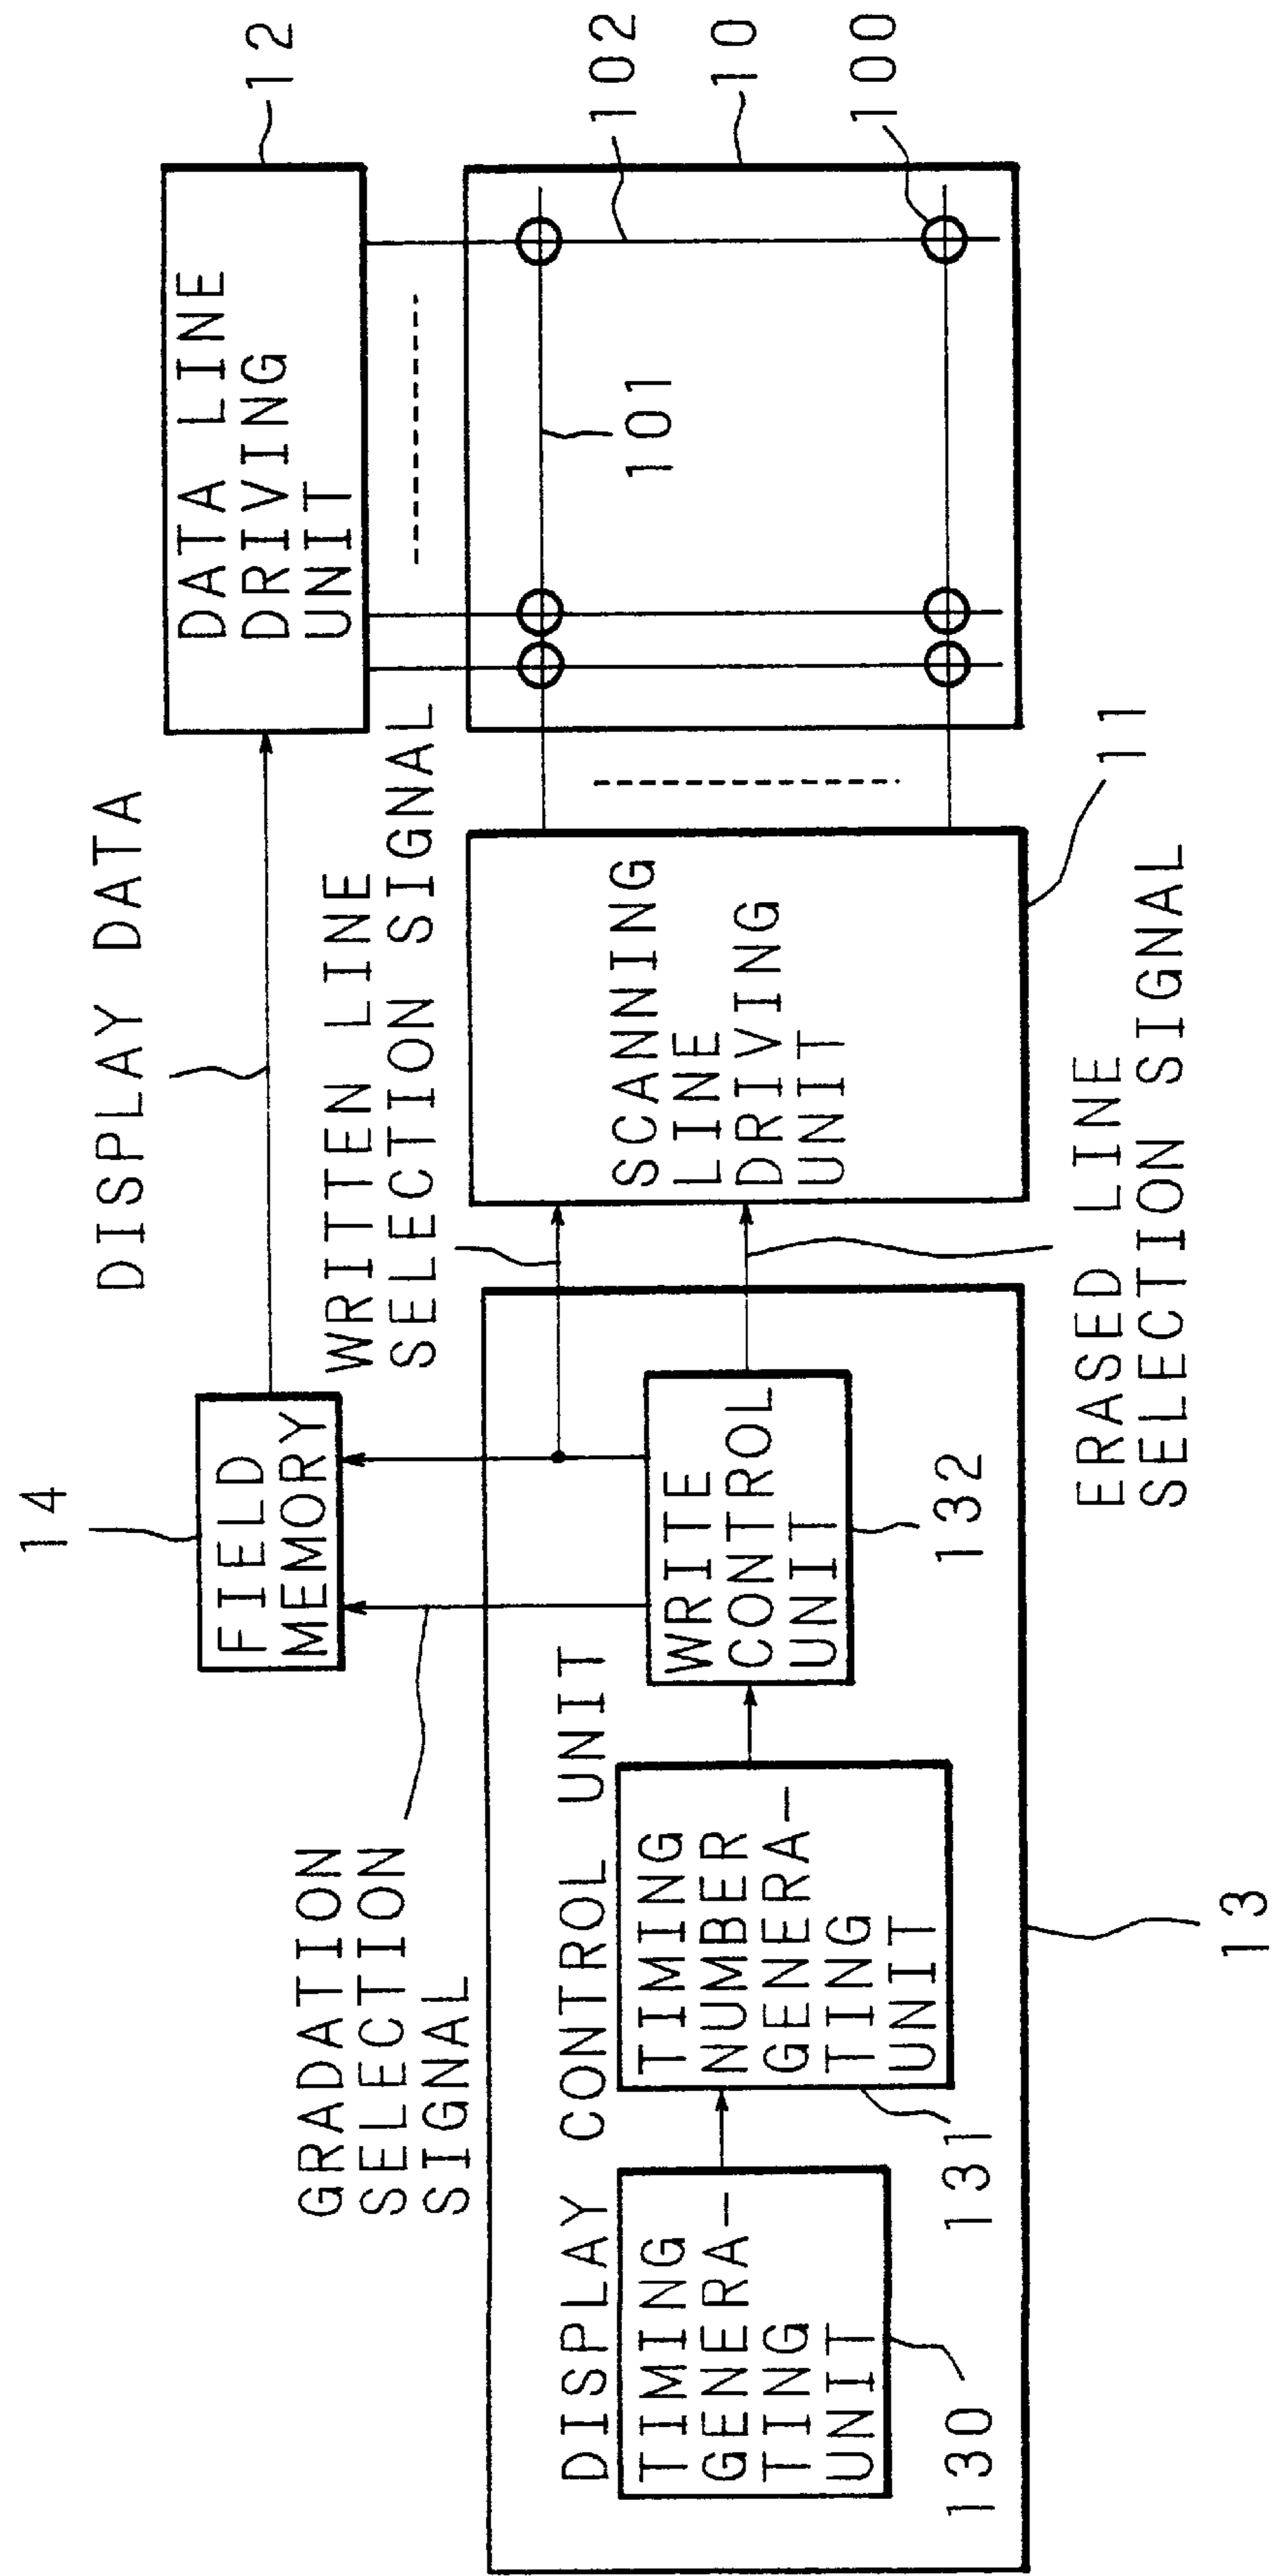 14
FIELD
MEMORY
DISPLAY DATA
DATA LINE
DRIVING
UNIT
12
GRADATION
SELECTION
SIGNAL
WRITTEN LINE
SELECTION SIGNAL
DISPLAY CONTROL UNIT
TIMING
GENERA-
TING
UNIT
130
TIMING
NUMBER
GENERA-
TING
UNIT
131
WRITE
CONTROL
UNIT
132
SCANNING
LINE
DRIVING
UNIT
101
102
10
100
11
ERASED LINE
SELECTION SIGNAL
13